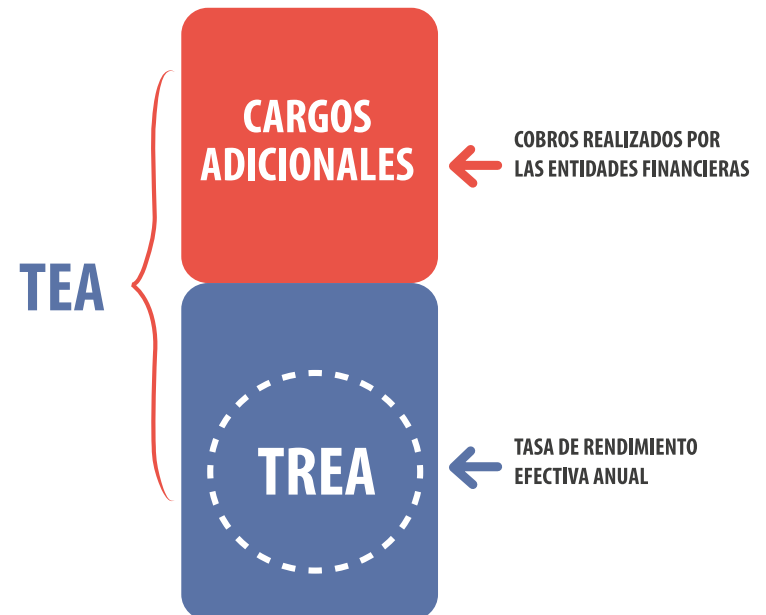 CARGOS
ADICIONALES
COBROS REALIZADOS POR
LAS ENTIDADES FINANCIERAS
TEA
TREA
TASA DE RENDIMIENTO
EFECTIVA ANUAL